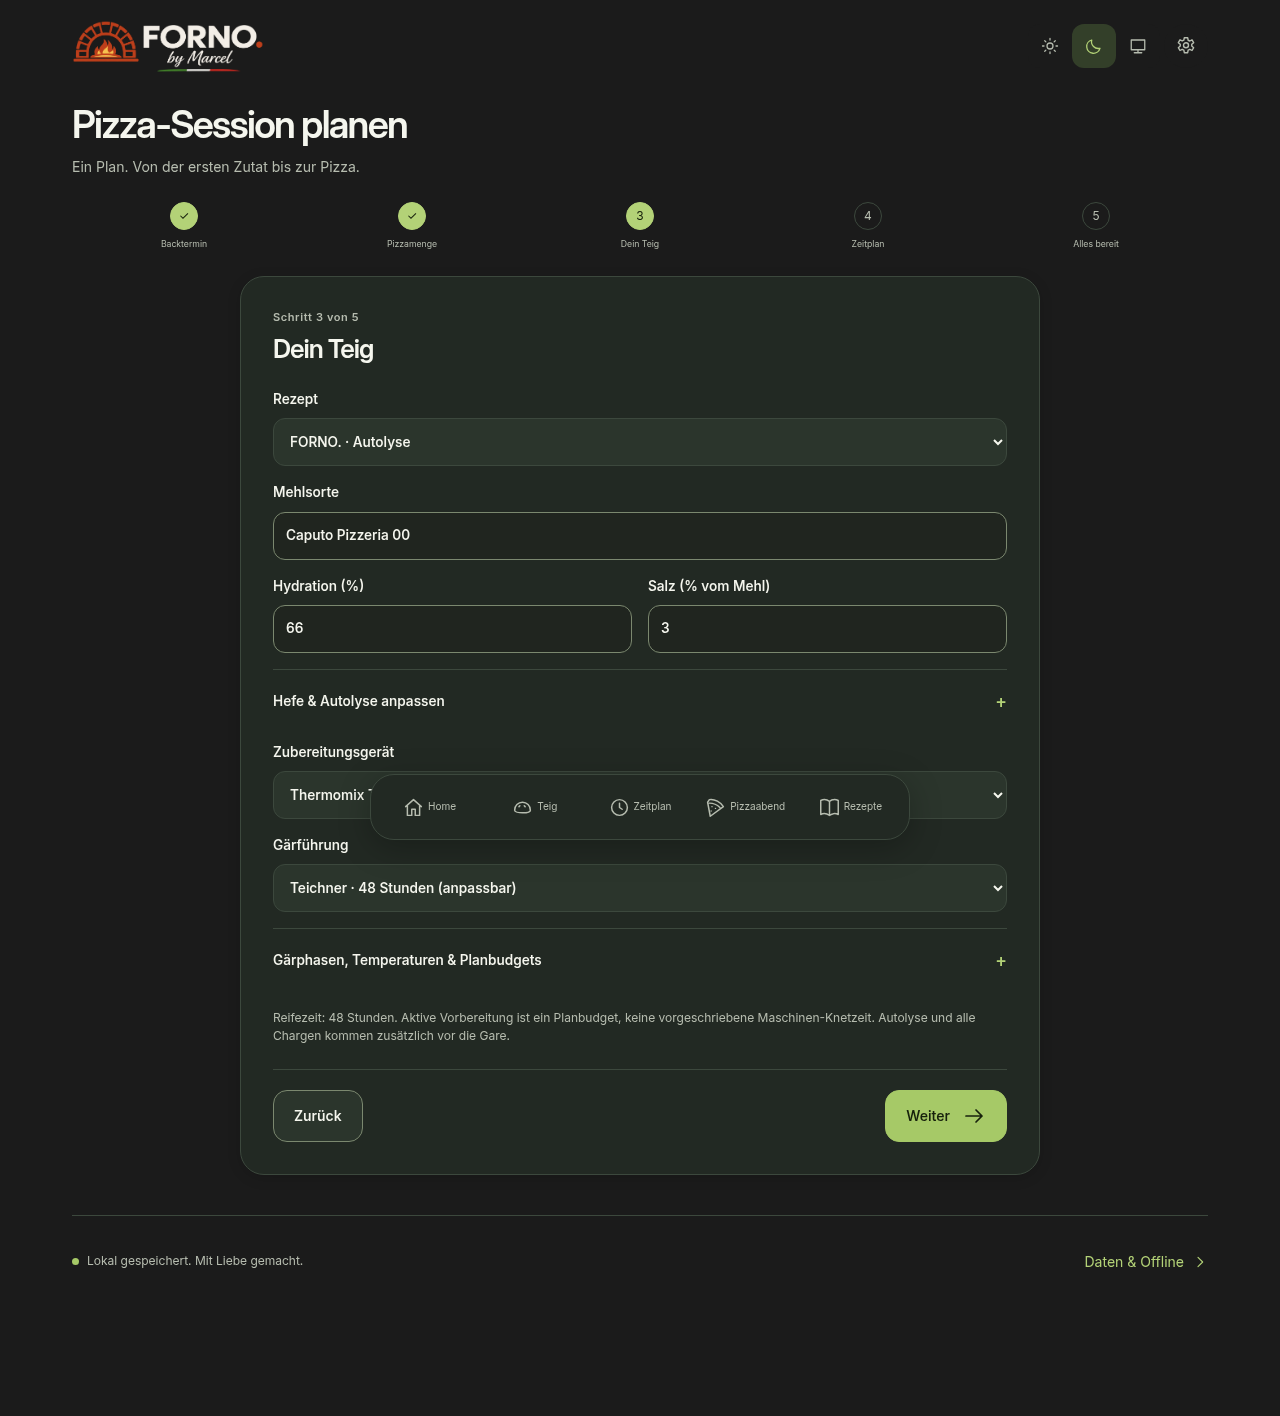 FORNO.
by Marcel
Pizza-Session planen
Ein Plan. Von der ersten Zutat bis zur Pizza.
3
4
5
Backtermin
Pizzamenge
Dein Teig
Zeitplan
Alles bereit
Schritt 3 von 5
Dein Teig
Rezept
FORNO. · Autolyse
Mehlsorte
Caputo Pizzeria 00
Hydration (%)
Salz (% vom Mehl)
66
3
Hefe & Autolyse anpassen
+
Zubereitungsgerät
Thermomix
Home
Teig
Zeitplan
Pizzaabend
Rezepte
Gärführung
Teichner · 48 Stunden (anpassbar)
Gärphasen, Temperaturen & Planbudgets
+
Reifezeit: 48 Stunden. Aktive Vorbereitung ist ein Planbudget, keine vorgeschriebene Maschinen-Knetzeit. Autolyse und alle
Chargen kommen zusätzlich vor die Gare.
Zurück
Weiter
Lokal gespeichert. Mit Liebe gemacht.
Daten & Offline